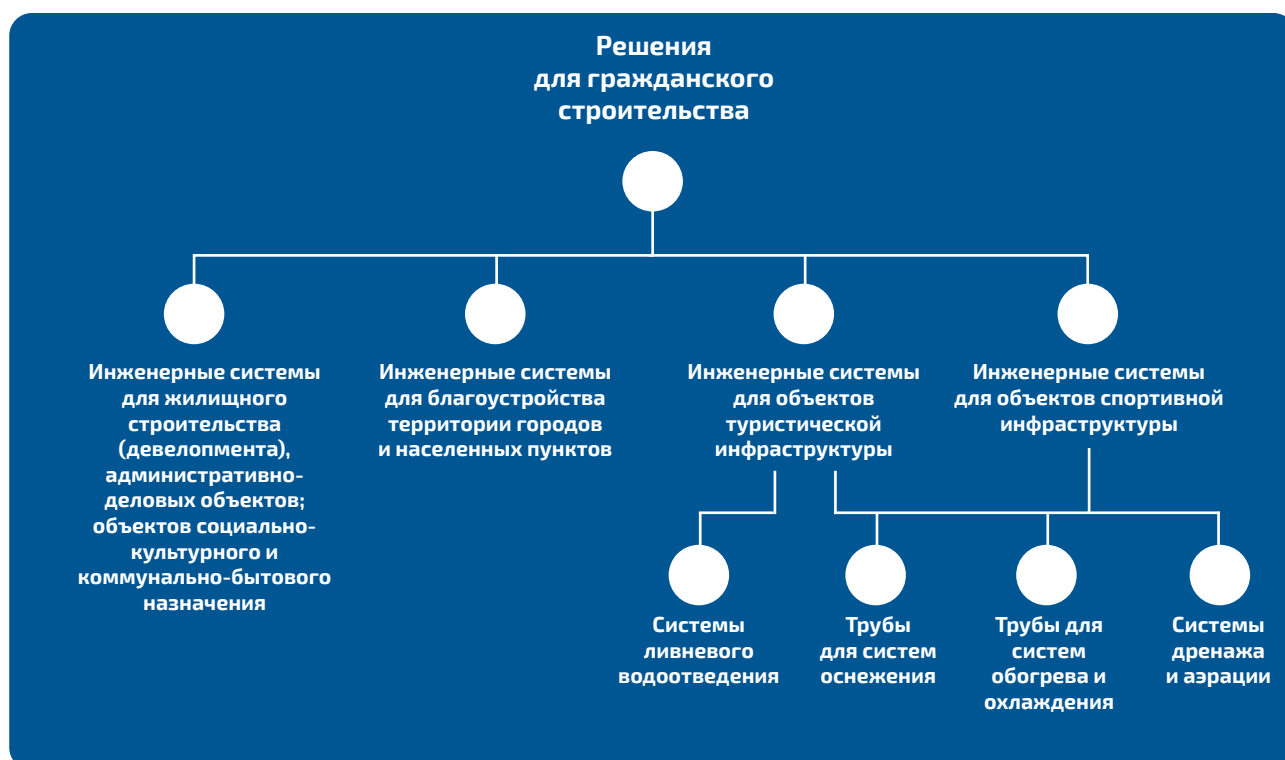 Решения
для гражданского
строительства
Инженерные системы
для жилищного
строительства
(девелопмента),
административно-
деловых объектов;
объектов социально-
культурного и
коммунально-бытового
назначения
Инженерные системы
для благоустройства
территории городов
и населенных пунктов
Инженерные системы
для объектов
туристической
инфраструктуры
Инженерные системы
для объектов спортивной
инфраструктуры
Системы
ливневого
водоотведения
Трубы
для систем
оснежения
Трубы для
систем
обогрева и
охлаждения
Системы
дренажа
и аэрации